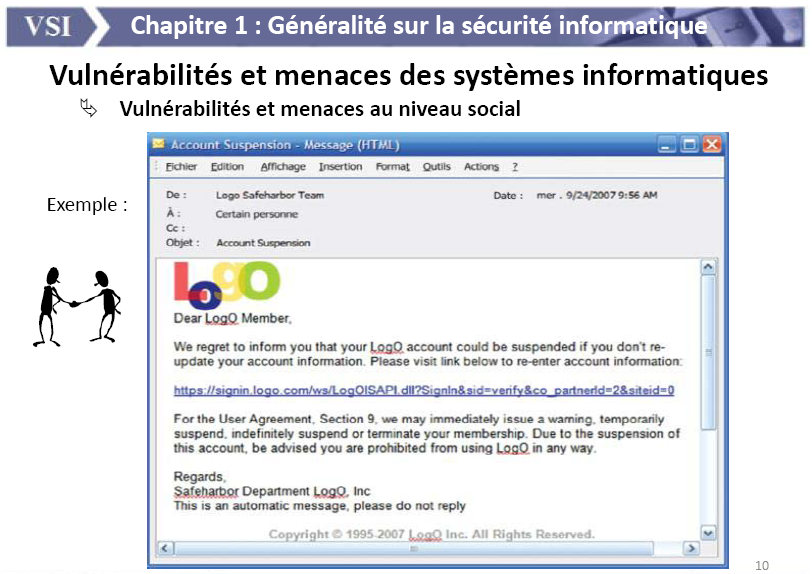 VSI Chapitre 1 : Généralité sur la sécurité informatique
Vulnérabilités et menaces des systèmes informatiques
Vulnérabilités et menaces au niveau social
Account Suspension - Message (HTML)
Fichier Edition Affichage Insertion Format Outils Actions ?
De : Logo Safeharbor Team Date : mer . 9/24/2007 9:56 AM
Exemple :
À : Certain personne
Cc :
Objet : Account Suspension
LogO
Dear LogO Member,
We regret to inform you that your LogO account could be suspended if you don't re-
update your account information. Please visit link below to re-enter account information:
https://signin.logo.com/ws/LogOISAPI.dll?SignIn&sid=verify&co_partnerId=2&siteid=0
For the User Agreement, Section 9, we may immediately issue a warning, temporarily
suspend, indefinitely suspend or terminate your membership. Due to the suspension of
this account, be advised you are prohibited from using LogO in any way.
Regards,
Safeharbor Department LogO, Inc
This is an automatic message, please do not reply
Copyright © 1995-2007 LogO Inc. All Rights Reserved.
10